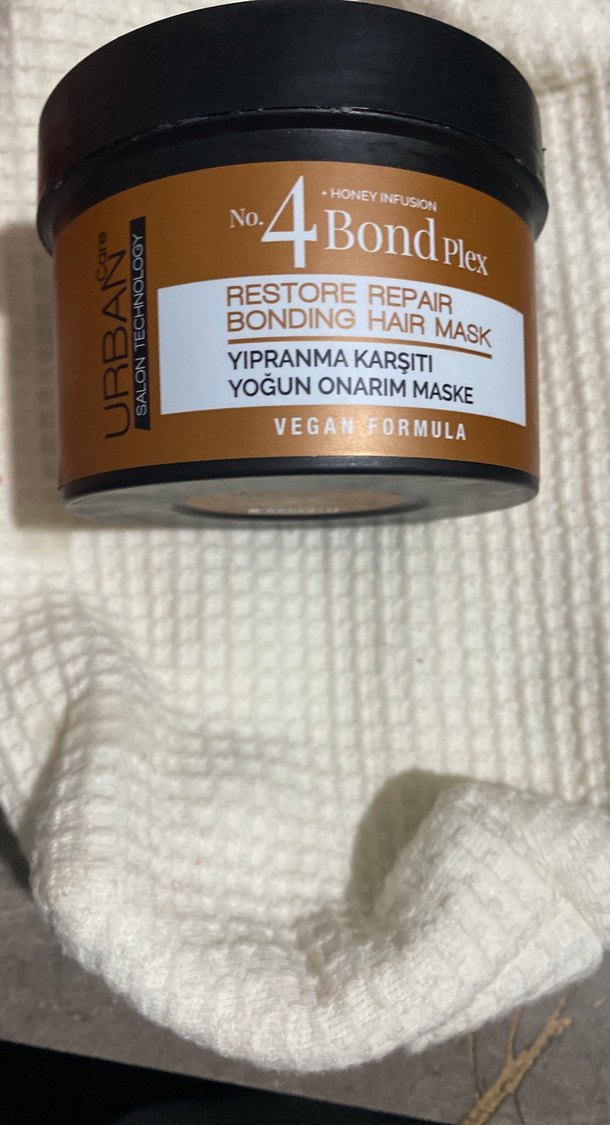 URBAN Care
SALON TECHNOLOGY
+ HONEY INFUSION
No.4 Bond Plex
RESTORE REPAIR
BONDING HAIR MASK
YIPRANMA KARŞITI
YOĞUN ONARIM MASKE
VEGAN FORMULA